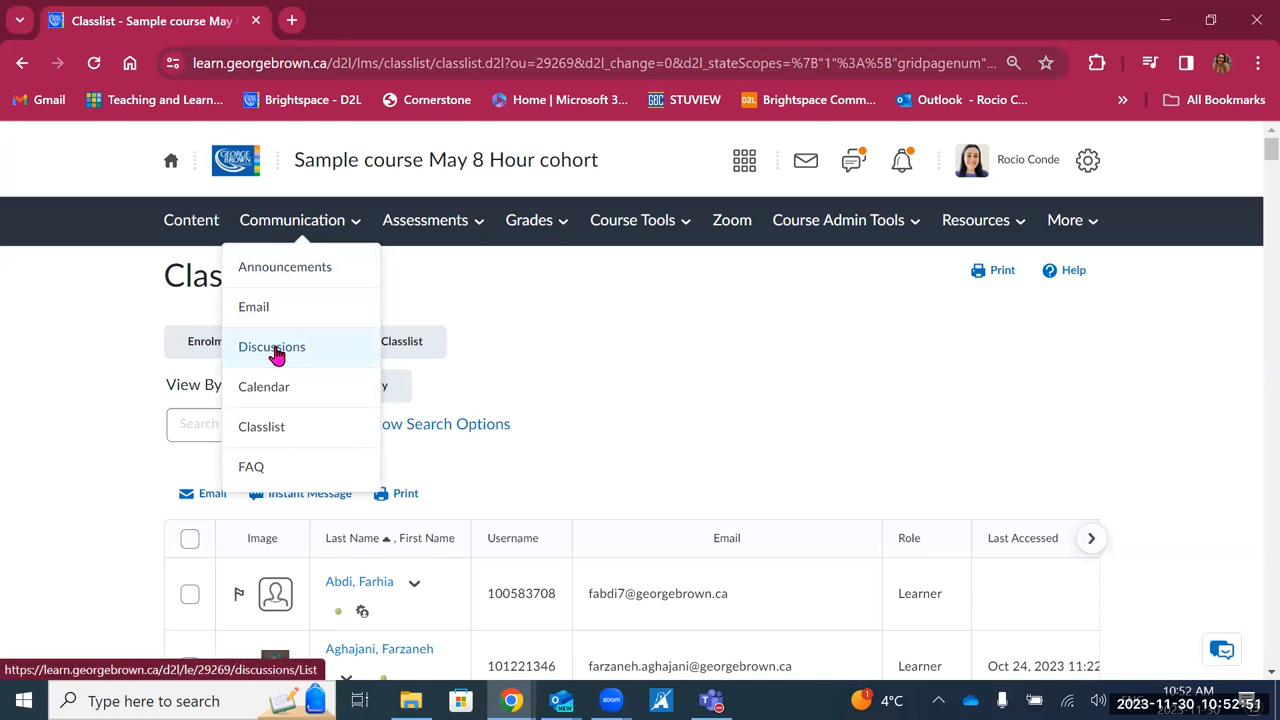 Classlist - Sample course May
learn.georgebrown.ca/d2l/lms/classlist/classlist.d2l?ou=29269&d2l_change=0&d2l_stateScopes=%7B"1"%3A%5B"gridpagenum"...
Gmail
Teaching and Learn...
Brightspace - D2L
Cornerstone
Home | Microsoft 3...
GBC STUVIEW
D2L Brightspace Comm...
Outlook - Rocio C...
All Bookmarks
GEORGE BROWN
Sample course May 8 Hour cohort
Rocio Conde
Content Communication Assessments Grades Course Tools Zoom Course Admin Tools Resources More
Announcements
Email
Discussions
Calendar
Classlist
FAQ
Clas
Print Help
Enrolm
Classlist
View By
y
Search
ow Search Options
Email Instant Message Print
Image Last Name , First Name Username Email Role Last Accessed
Abdi, Farhia 100583708 fabdi7@georgebrown.ca Learner
Aghajani, Farzaneh 101221346 farzaneh.aghajani@georgebrown.ca Learner Oct 24, 2023 11:22
https://learn.georgebrown.ca/d2l/le/29269/discussions/List
Type here to search
1 4°C
10:52 AM
2023-11-30 10:52:51